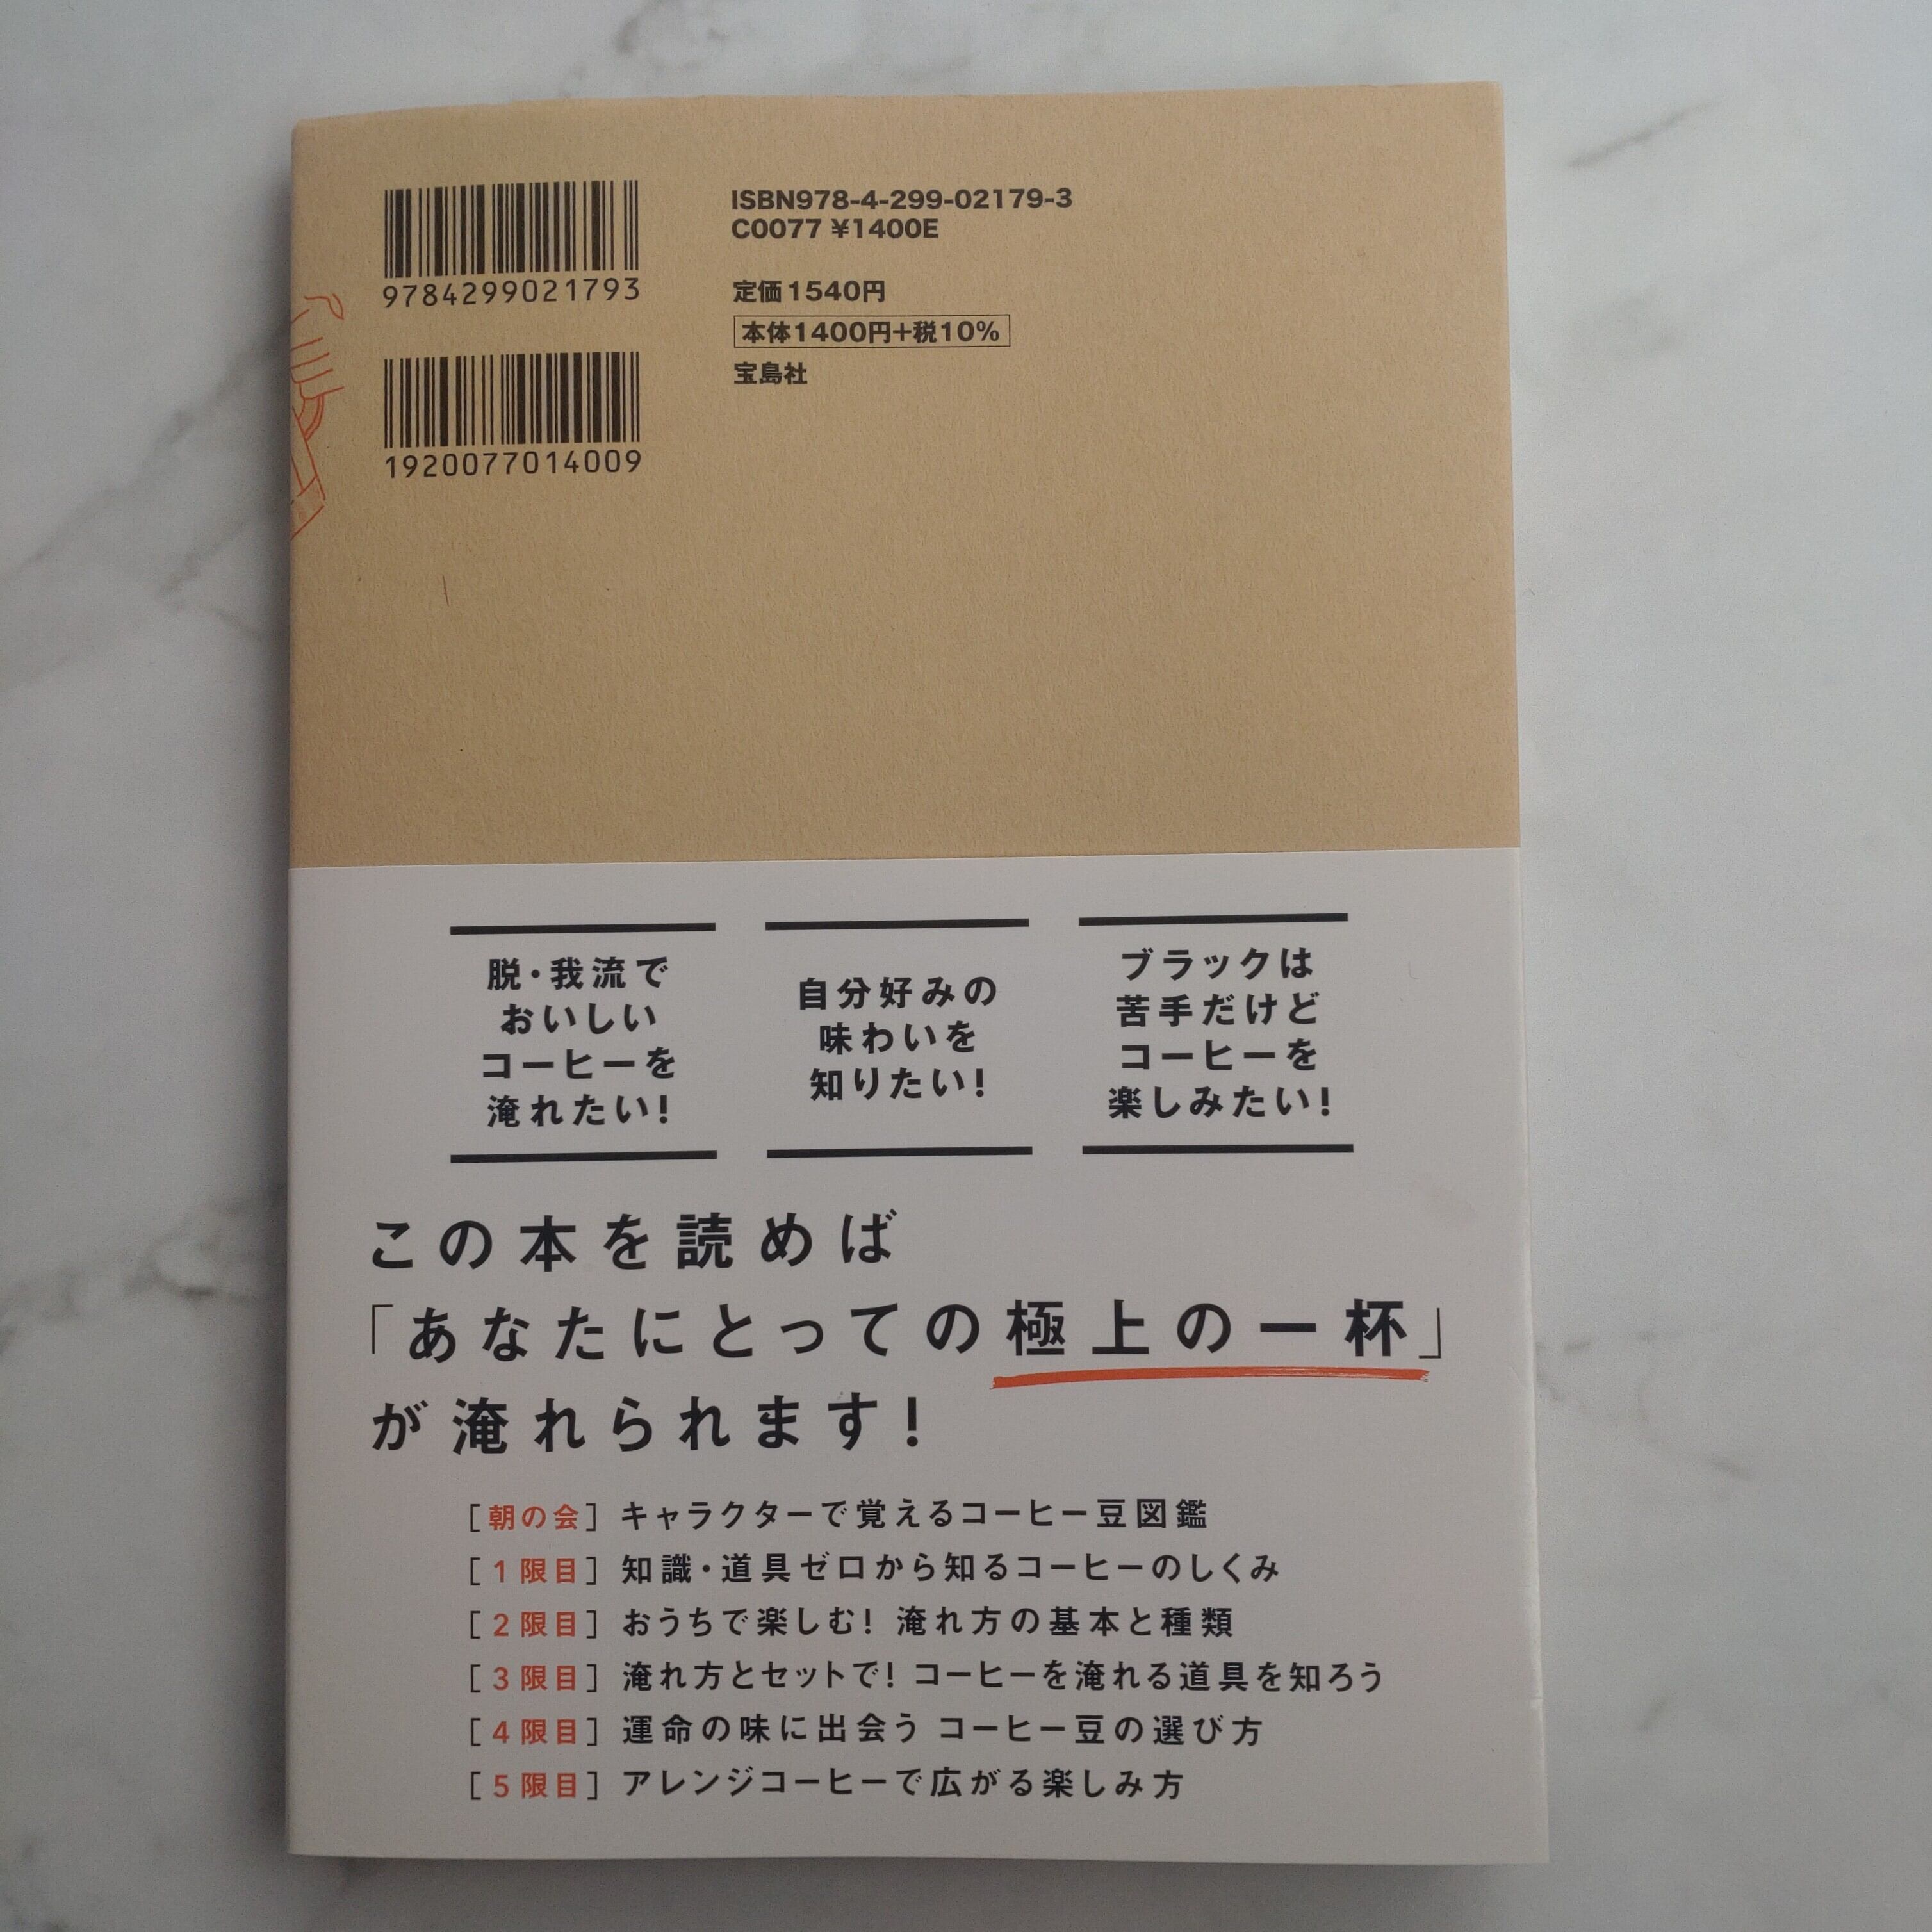 9784299021793
1920077014009
ISBN978-4-299-02179-3
C0077 ¥1400E
定価1540円
本体1400円+税10%
宝島社
脱・我流で
おいしい
コーヒーを
淹れたい!
自分好みの
味わいを
知りたい!
ブラックは
苦手だけど
コーヒーを
楽しみたい!
この本を読めば
「あなたにとっての極上の一杯」
が淹れられます!
[朝の会] キャラクターで覚えるコーヒー豆図鑑
[1限目] 知識・道具ゼロから知るコーヒーのしくみ
[2限目] おうちで楽しむ! 淹れ方の基本と種類
[3限目] 淹れ方とセットで! コーヒーを淹れる道具を知ろう
[4限目] 運命の味に出会う コーヒー豆の選び方
[5限目] アレンジコーヒーで広がる楽しみ方